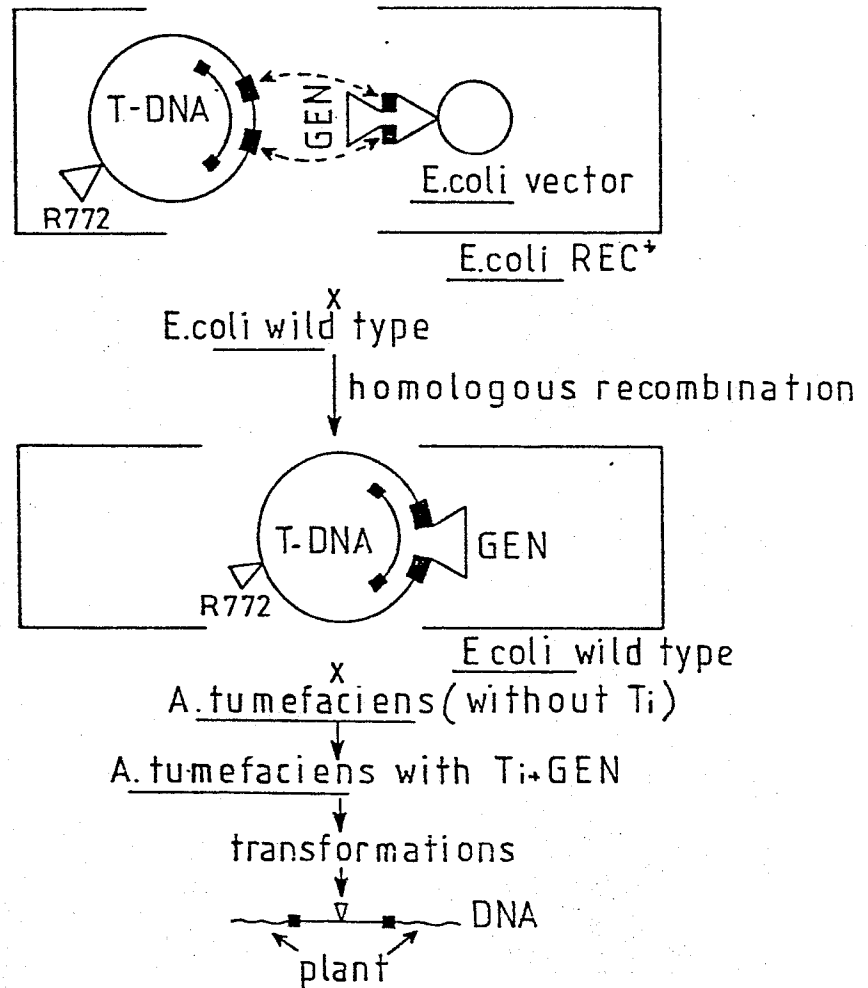 T-DNA
GEN
R772
E.coli vector
E.coli REC+
x
E.coli wild type
homologous recombination
T-DNA
GEN
R772
E coli wild type
x
A. tumefaciens (without Ti)
A. tumefaciens with Ti+GEN
transformations
DNA
plant